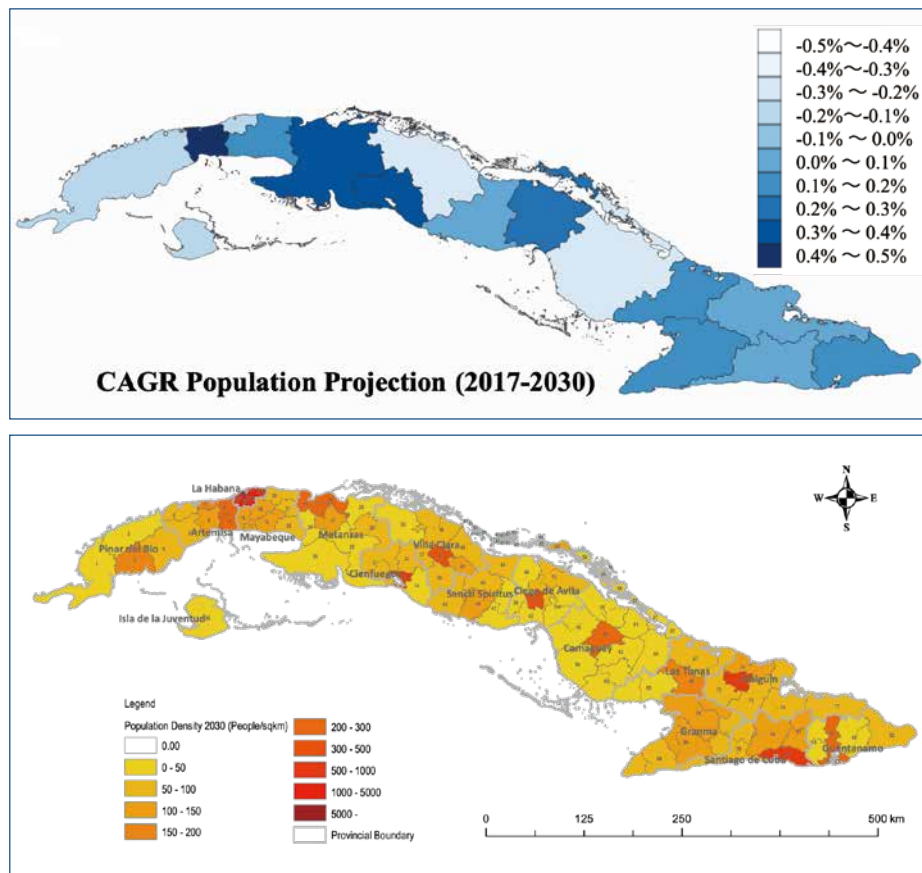 -0.5%～-0.4%
-0.4%～-0.3%
-0.3%～-0.2%
-0.2%～-0.1%
-0.1%～0.0%
0.0%～0.1%
0.1%～0.2%
0.2%～0.3%
0.3%～0.4%
0.4%～0.5%
CAGR Population Projection (2017-2030)
N
W E
S
La Habana
Artemisa
Mayabeque
Matanzas
Pinar del Rio
Villa Clara
Cienfuegos
Sancti Spiritus
Ciego de Avila
Isla de la Juventud
Camaguey
Las Tunas
Holguin
Granma
Guantanamo
Santiago de Cuba
Legend
Population Density 2030 (People/sqkm)
0.00
0 - 50
50 - 100
100 - 150
150 - 200
200 - 300
300 - 500
500 - 1000
1000 - 5000
5000 -
Provincial Boundary
0 125 250 500 km